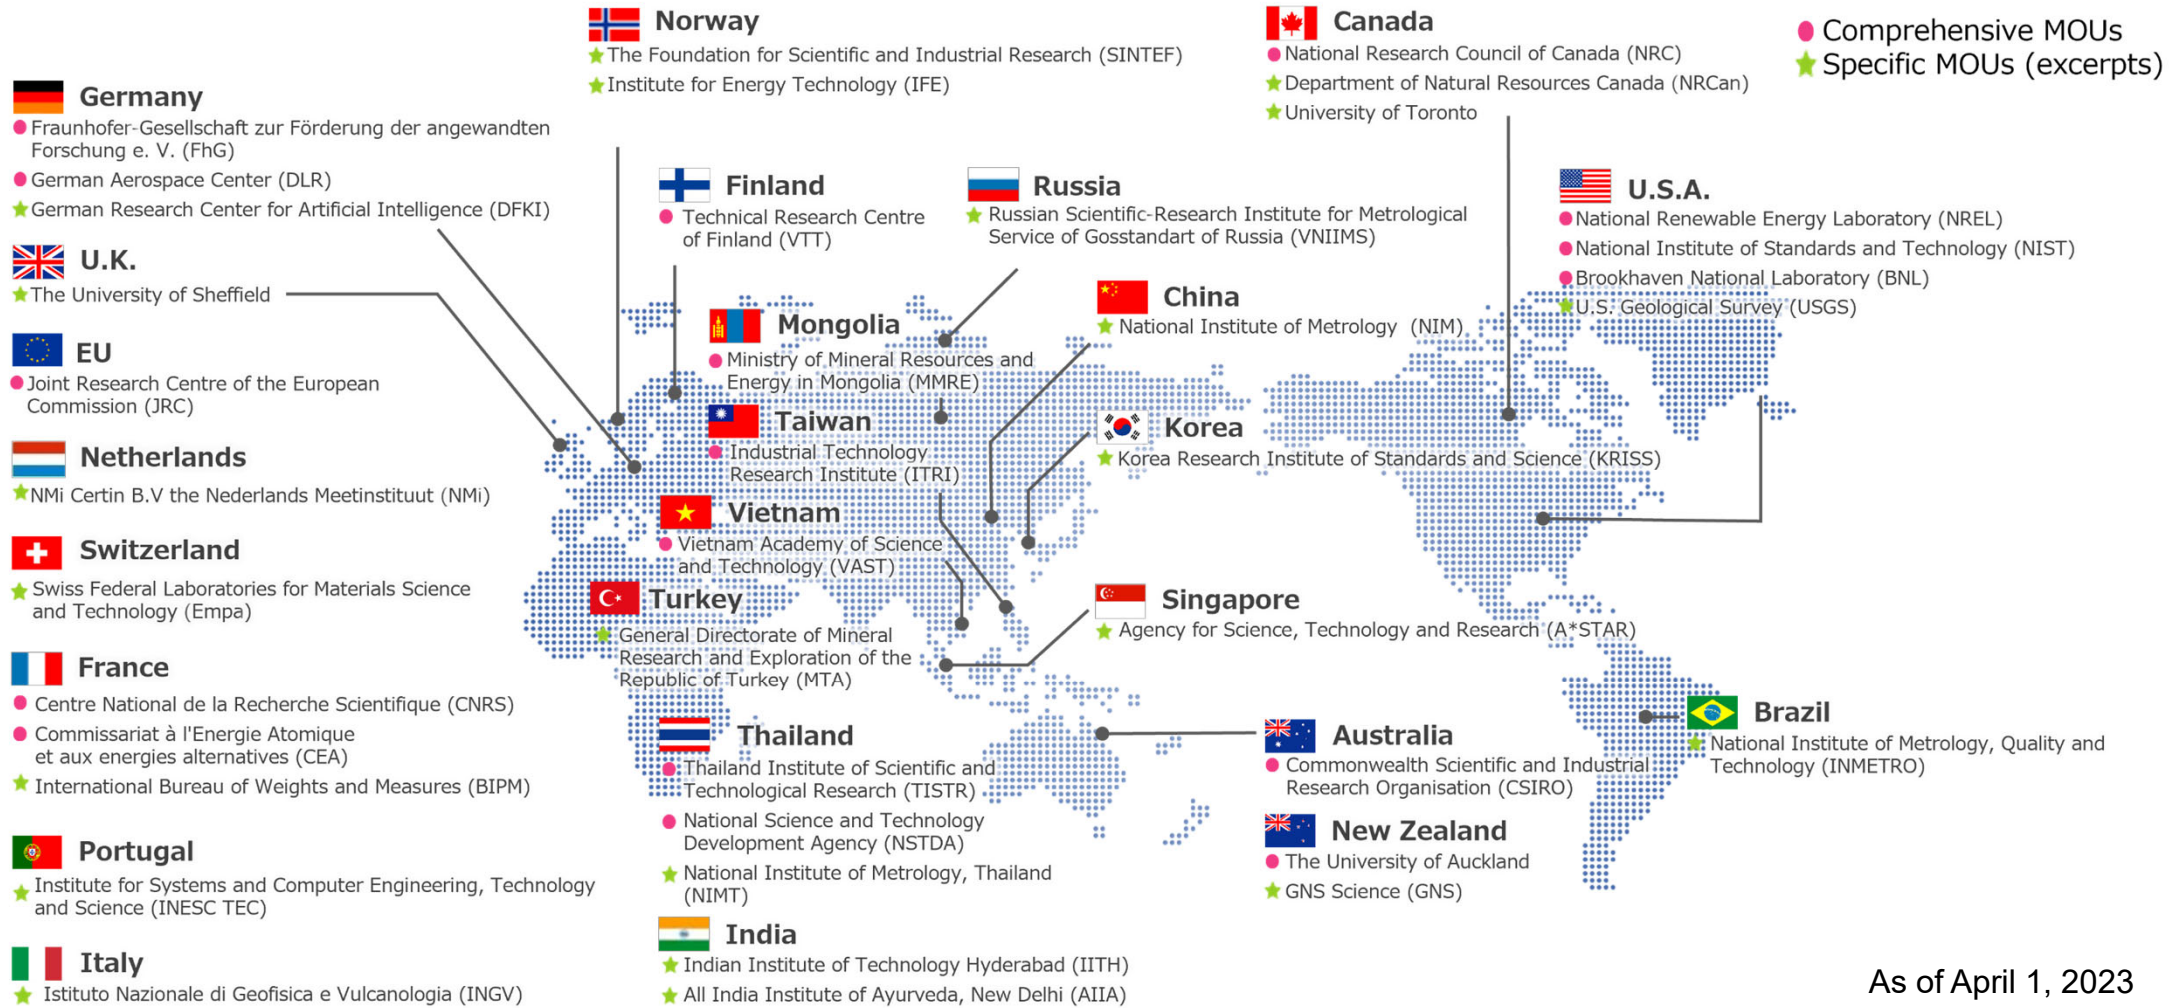 Norway
The Foundation for Scientific and Industrial Research (SINTEF)
Institute for Energy Technology (IFE)
Canada
National Research Council of Canada (NRC)
Department of Natural Resources Canada (NRCan)
University of Toronto
Comprehensive MOUs
Specific MOUs (excerpts)
Germany
Fraunhofer-Gesellschaft zur Förderung der angewandten
Forschung e. V. (FhG)
German Aerospace Center (DLR)
German Research Center for Artificial Intelligence (DFKI)
U.K.
The University of Sheffield
EU
Joint Research Centre of the European
Commission (JRC)
Netherlands
NMi Certin B.V the Nederlands Meetinstituut (NMi)
Switzerland
Swiss Federal Laboratories for Materials Science
and Technology (Empa)
France
Centre National de la Recherche Scientifique (CNRS)
Commissariat à l'Energie Atomique
et aux energies alternatives (CEA)
International Bureau of Weights and Measures (BIPM)
Portugal
Institute for Systems and Computer Engineering, Technology
and Science (INESC TEC)
Italy
Istituto Nazionale di Geofisica e Vulcanologia (INGV)
Finland
Technical Research Centre
of Finland (VTT)
Russia
Russian Scientific-Research Institute for Metrological
Service of Gosstandart of Russia (VNIIMS)
Mongolia
Ministry of Mineral Resources and
Energy in Mongolia (MMRE)
Taiwan
Industrial Technology
Research Institute (ITRI)
Vietnam
Vietnam Academy of Science
and Technology (VAST)
Turkey
General Directorate of Mineral
Research and Exploration of the
Republic of Turkey (MTA)
Thailand
Thailand Institute of Scientific and
Technological Research (TISTR)
National Science and Technology
Development Agency (NSTDA)
National Institute of Metrology, Thailand
(NIMT)
India
Indian Institute of Technology Hyderabad (IITH)
All India Institute of Ayurveda, New Delhi (AIIA)
China
National Institute of Metrology (NIM)
Korea
Korea Research Institute of Standards and Science (KRISS)
Singapore
Agency for Science, Technology and Research (A*STAR)
Australia
Commonwealth Scientific and Industrial
Research Organisation (CSIRO)
New Zealand
The University of Auckland
GNS Science (GNS)
U.S.A.
National Renewable Energy Laboratory (NREL)
National Institute of Standards and Technology (NIST)
Brookhaven National Laboratory (BNL)
U.S. Geological Survey (USGS)
Brazil
National Institute of Metrology, Quality and
Technology (INMETRO)
As of April 1, 2023